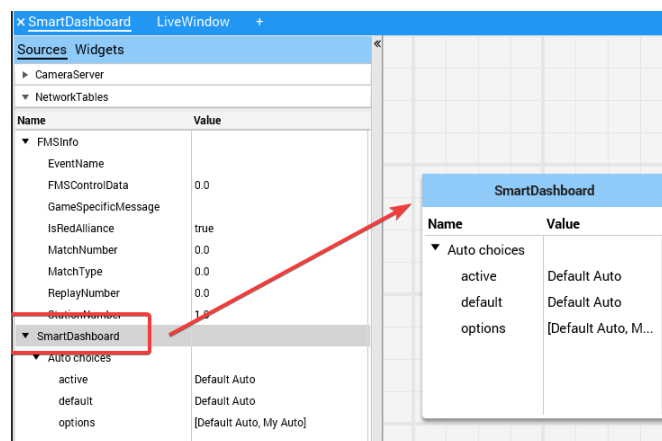 × SmartDashboard LiveWindow +
Sources Widgets
CameraServer
NetworkTables
Name Value
FMSInfo
EventName
FMSControlData 0.0
GameSpecificMessage
IsRedAlliance true
MatchNumber 0.0
MatchType 0.0
ReplayNumber 0.0
StationNumber 1.0
SmartDashboard
Auto choices
active Default Auto
default Default Auto
options [Default Auto, My Auto]
SmartDashboard
Name Value
Auto choices
active Default Auto
default Default Auto
options [Default Auto, M...